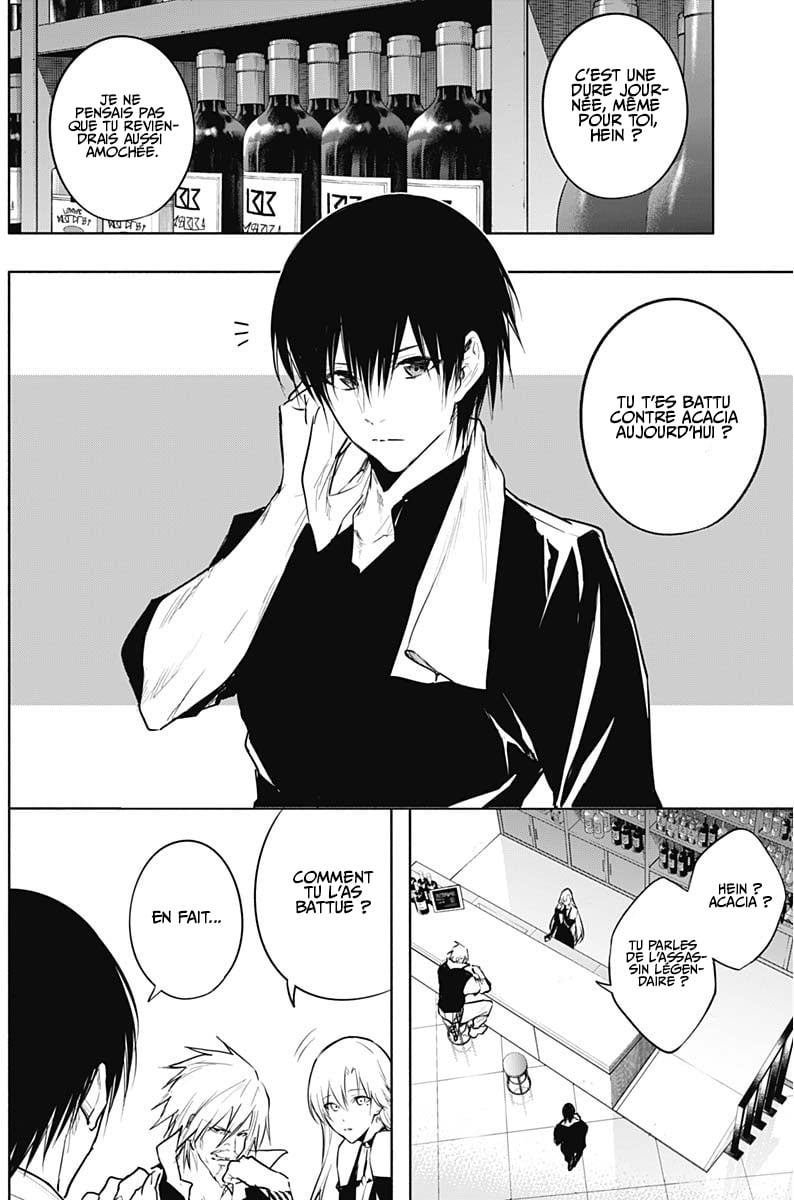 C'EST UNE
DURE JOUR-
NÉE, MÊME
POUR TOI,
HEIN ?
JE NE
PENSAIS PAS
QUE TU REVIEN-
DRAIS AUSSI
AMOCHÉE.
TU T'ES BATTU
CONTRE ACACIA
AUJOURD'HUI ?
HEIN ?
ACACIA ?
TU PARLES
DE L'ASSAS-
SIN LÉGEN-
DAIRE ?
COMMENT
TU L'AS
BATTUE ?
EN FAIT...